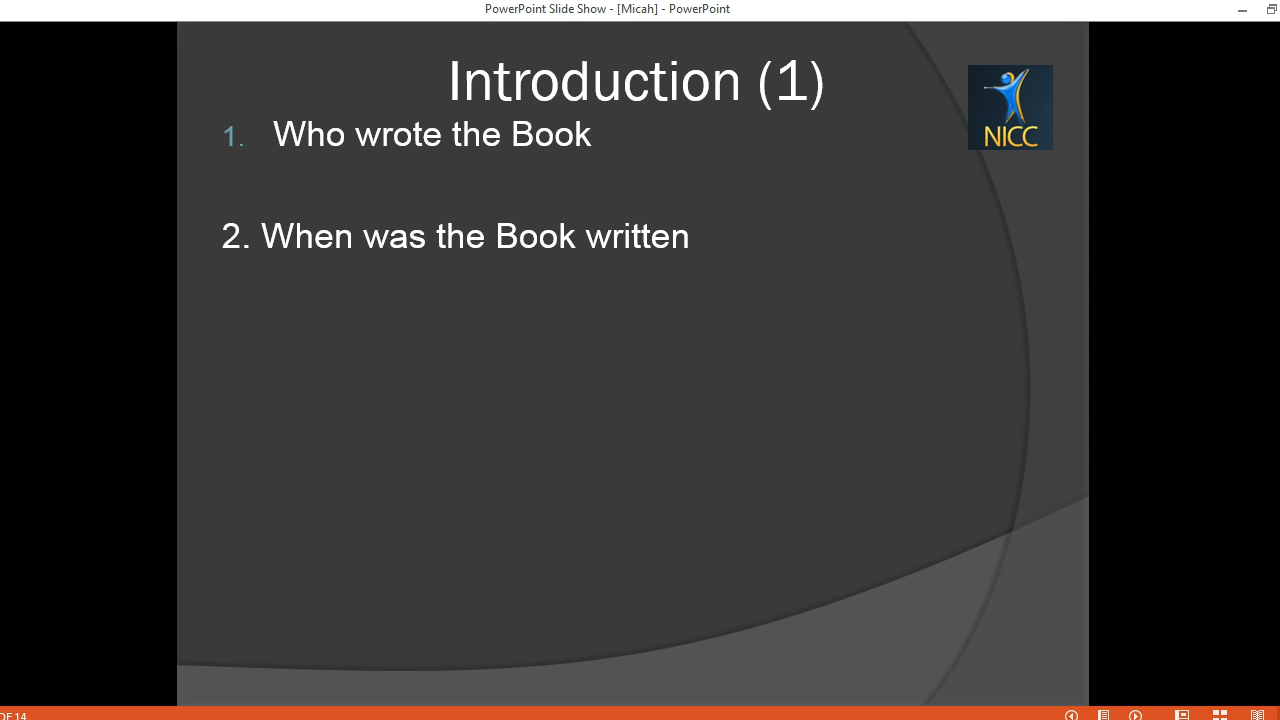 PowerPoint Slide Show - [Micah] - PowerPoint
Introduction (1)
NICC
1. Who wrote the Book
2. When was the Book written
14